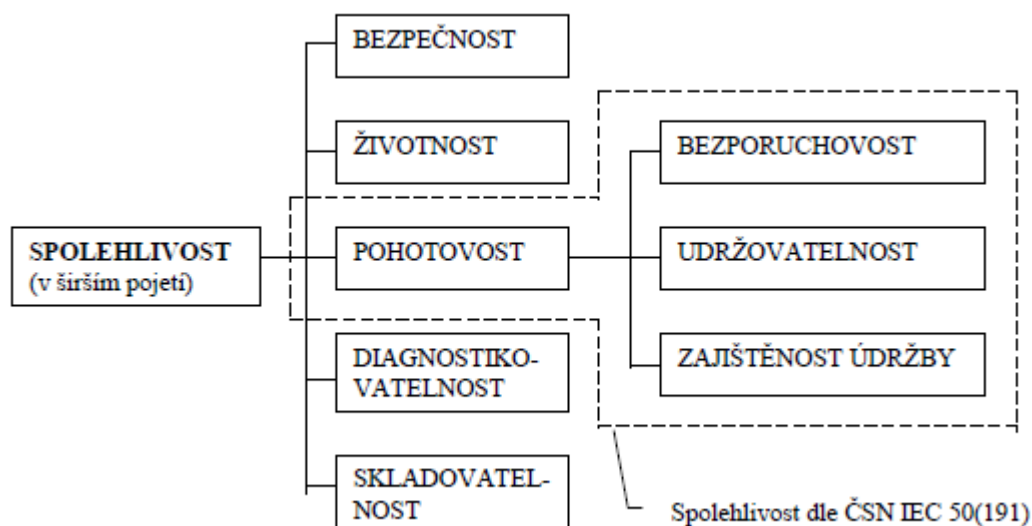 BEZPEČNOST
ŽIVOTNOST
BEZPORUCHOVOST
SPOLEHLIVOST
(v širším pojetí)
POHOTOVOST
UDRŽOVATELNOST
DIAGNOSTIKO-
VATELNOST
ZAJIŠTĚNOST ÚDRŽBY
SKLADOVATEL-
NOST
Spolehlivost dle ČSN IEC 50(191)